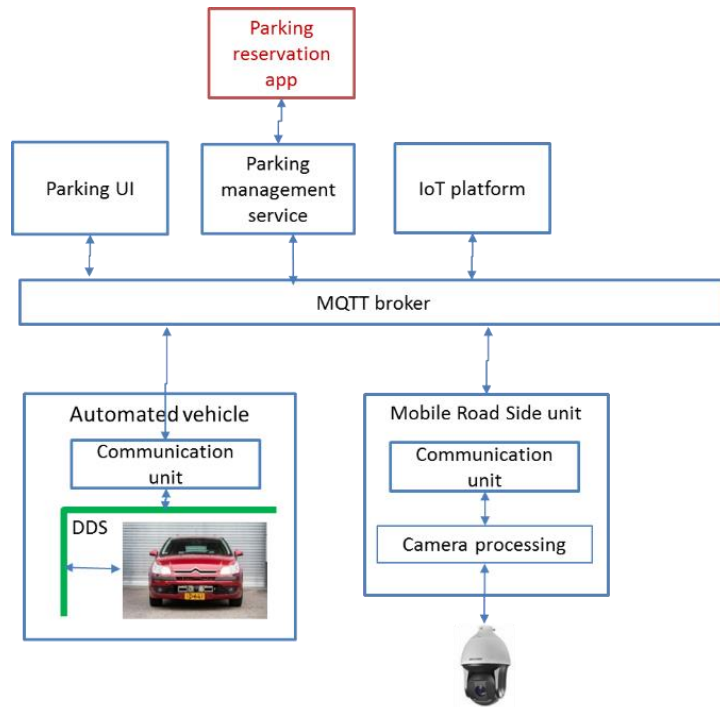 Parking
reservation
app
Parking UI
Parking
management
service
IoT platform
MQTT broker
Automated vehicle
Communication
unit
DDS
Mobile Road Side unit
Communication
unit
Camera processing